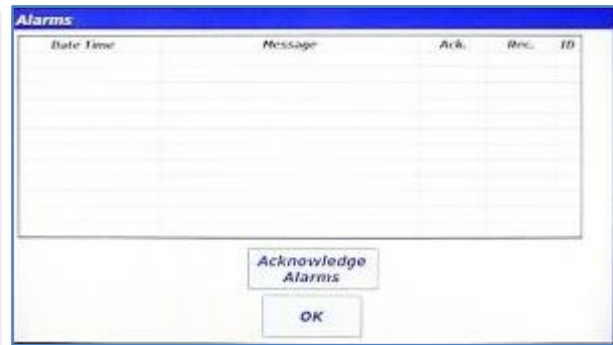 Alarms
Date Time Message Ack. Rec. ID
Acknowledge
Alarms
OK